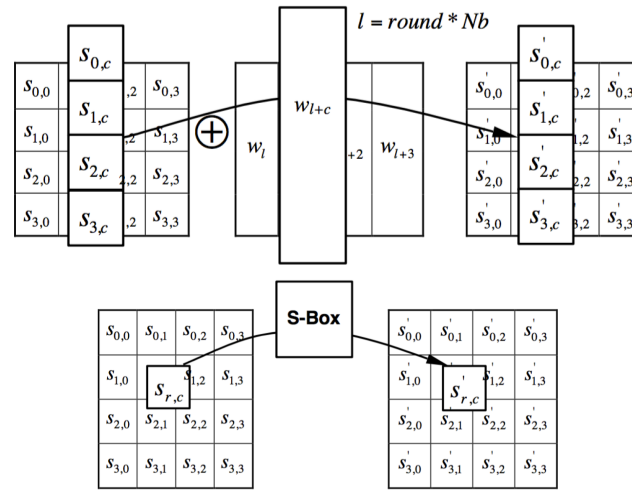 l = round * Nb
s0,c s'0,c
s0,0 ,2 s0,3 s'0,0 0,2 s'0,3
s1,c wl+c s'1,c
s1,0 ,2 s1,3 wl +2 wl+3 s'1,0 1,2 s'1,3
s2,c s'2,c
s2,0 2,2 s2,3 s'2,0 2,2 s'2,3
s3,c s'3,c
s3,0 ,2 s3,3 s'3,0 3,2 s'3,3
S-Box
s0,0 s0,1 s0,2 s0,3 s'0,0 s'0,1 s'0,2 s'0,3
s1,0 s1,2 s1,3 s'1,0 s'1,2 s'1,3
sr,c s'r,c
s2,0 s2,1 s2,2 s2,3 s'2,0 s'2,1 s'2,2 s'2,3
s3,0 s3,1 s3,2 s3,3 s'3,0 s'3,1 s'3,2 s'3,3